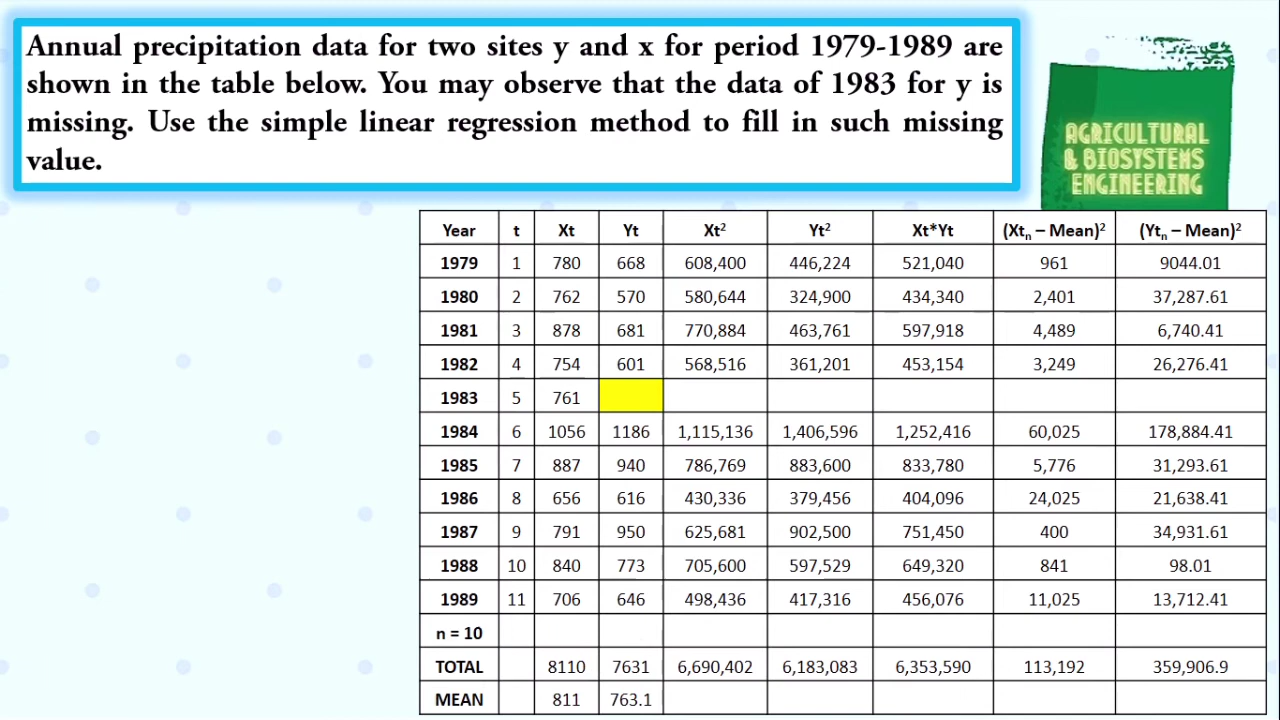 Annual precipitation data for two sites y and x for period 1979-1989 are
shown in the table below. You may observe that the data of 1983 for y is
missing. Use the simple linear regression method to fill in such missing
value.
AGRICULTURAL
& BIOSYSTEMS
ENGINEERING
Year t Xt Yt Xt² Yt² Xt*Yt (Xtₙ – Mean)² (Ytₙ – Mean)²
1979 1 780 668 608,400 446,224 521,040 961 9044.01
1980 2 762 570 580,644 324,900 434,340 2,401 37,287.61
1981 3 878 681 770,884 463,761 597,918 4,489 6,740.41
1982 4 754 601 568,516 361,201 453,154 3,249 26,276.41
1983 5 761
1984 6 1056 1186 1,115,136 1,406,596 1,252,416 60,025 178,884.41
1985 7 887 940 786,769 883,600 833,780 5,776 31,293.61
1986 8 656 616 430,336 379,456 404,096 24,025 21,638.41
1987 9 791 950 625,681 902,500 751,450 400 34,931.61
1988 10 840 773 705,600 597,529 649,320 841 98.01
1989 11 706 646 498,436 417,316 456,076 11,025 13,712.41
n = 10
TOTAL 8110 7631 6,690,402 6,183,083 6,353,590 113,192 359,906.9
MEAN 811 763.1